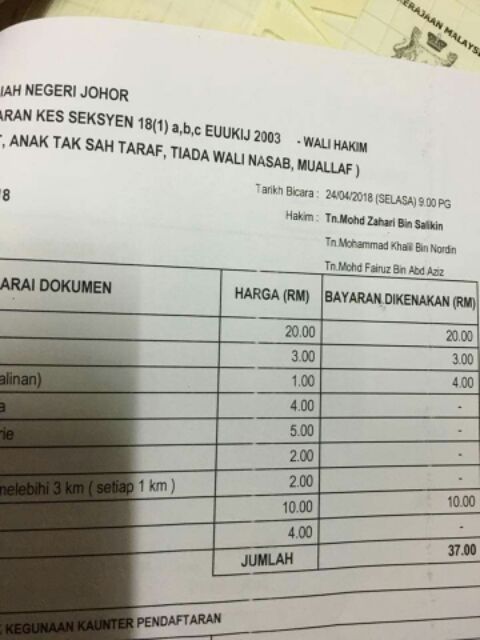 KERAJAAN MALAYS
IAH NEGERI JOHOR
ARAN KES SEKSYEN 18(1) a,b,c EUUKIJ 2003 - WALI HAKIM
T, ANAK TAK SAH TARAF, TIADA WALI NASAB, MUALLAF )
Tarikh Bicara : 24/04/2018 (SELASA) 9.00 PG
18
Hakim : Tn.Mohd Zahari Bin Salikin
Tn.Mohammad Khalil Bin Nordin
Tn.Mohd Fairuz Bin Abd Aziz
ARAI DOKUMEN HARGA (RM) BAYARAN DIKENAKAN (RM)
20.00 20.00
3.00 3.00
alinan) 1.00 4.00
a 4.00 -
rie 5.00 -
2.00 -
melebihi 3 km ( setiap 1 km ) 2.00 -
10.00 10.00
4.00 -
JUMLAH 37.00
K KEGUNAAN KAUNTER PENDAFTARAN